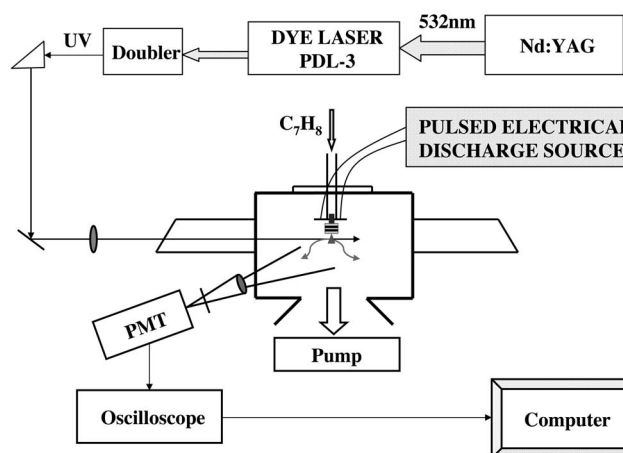 UV
Doubler
DYE LASER
PDL-3
532nm
Nd:YAG
C₇H₈
PULSED ELECTRICAL
DISCHARGE SOURCE
PMT
Pump
Oscilloscope
Computer